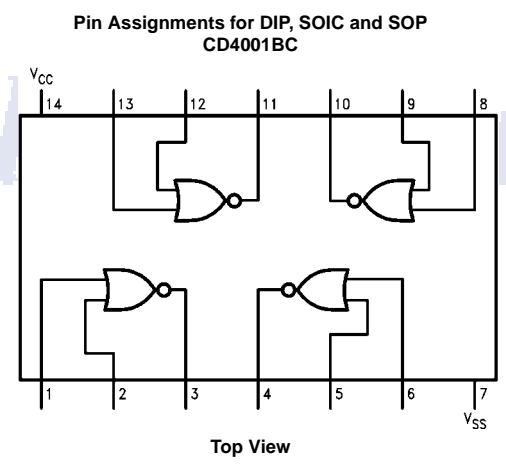 Pin Assignments for DIP, SOIC and SOP
CD4001BC
VCC
14 13 12 11 10 9 8
1 2 3 4 5 6 7
VSS
Top View